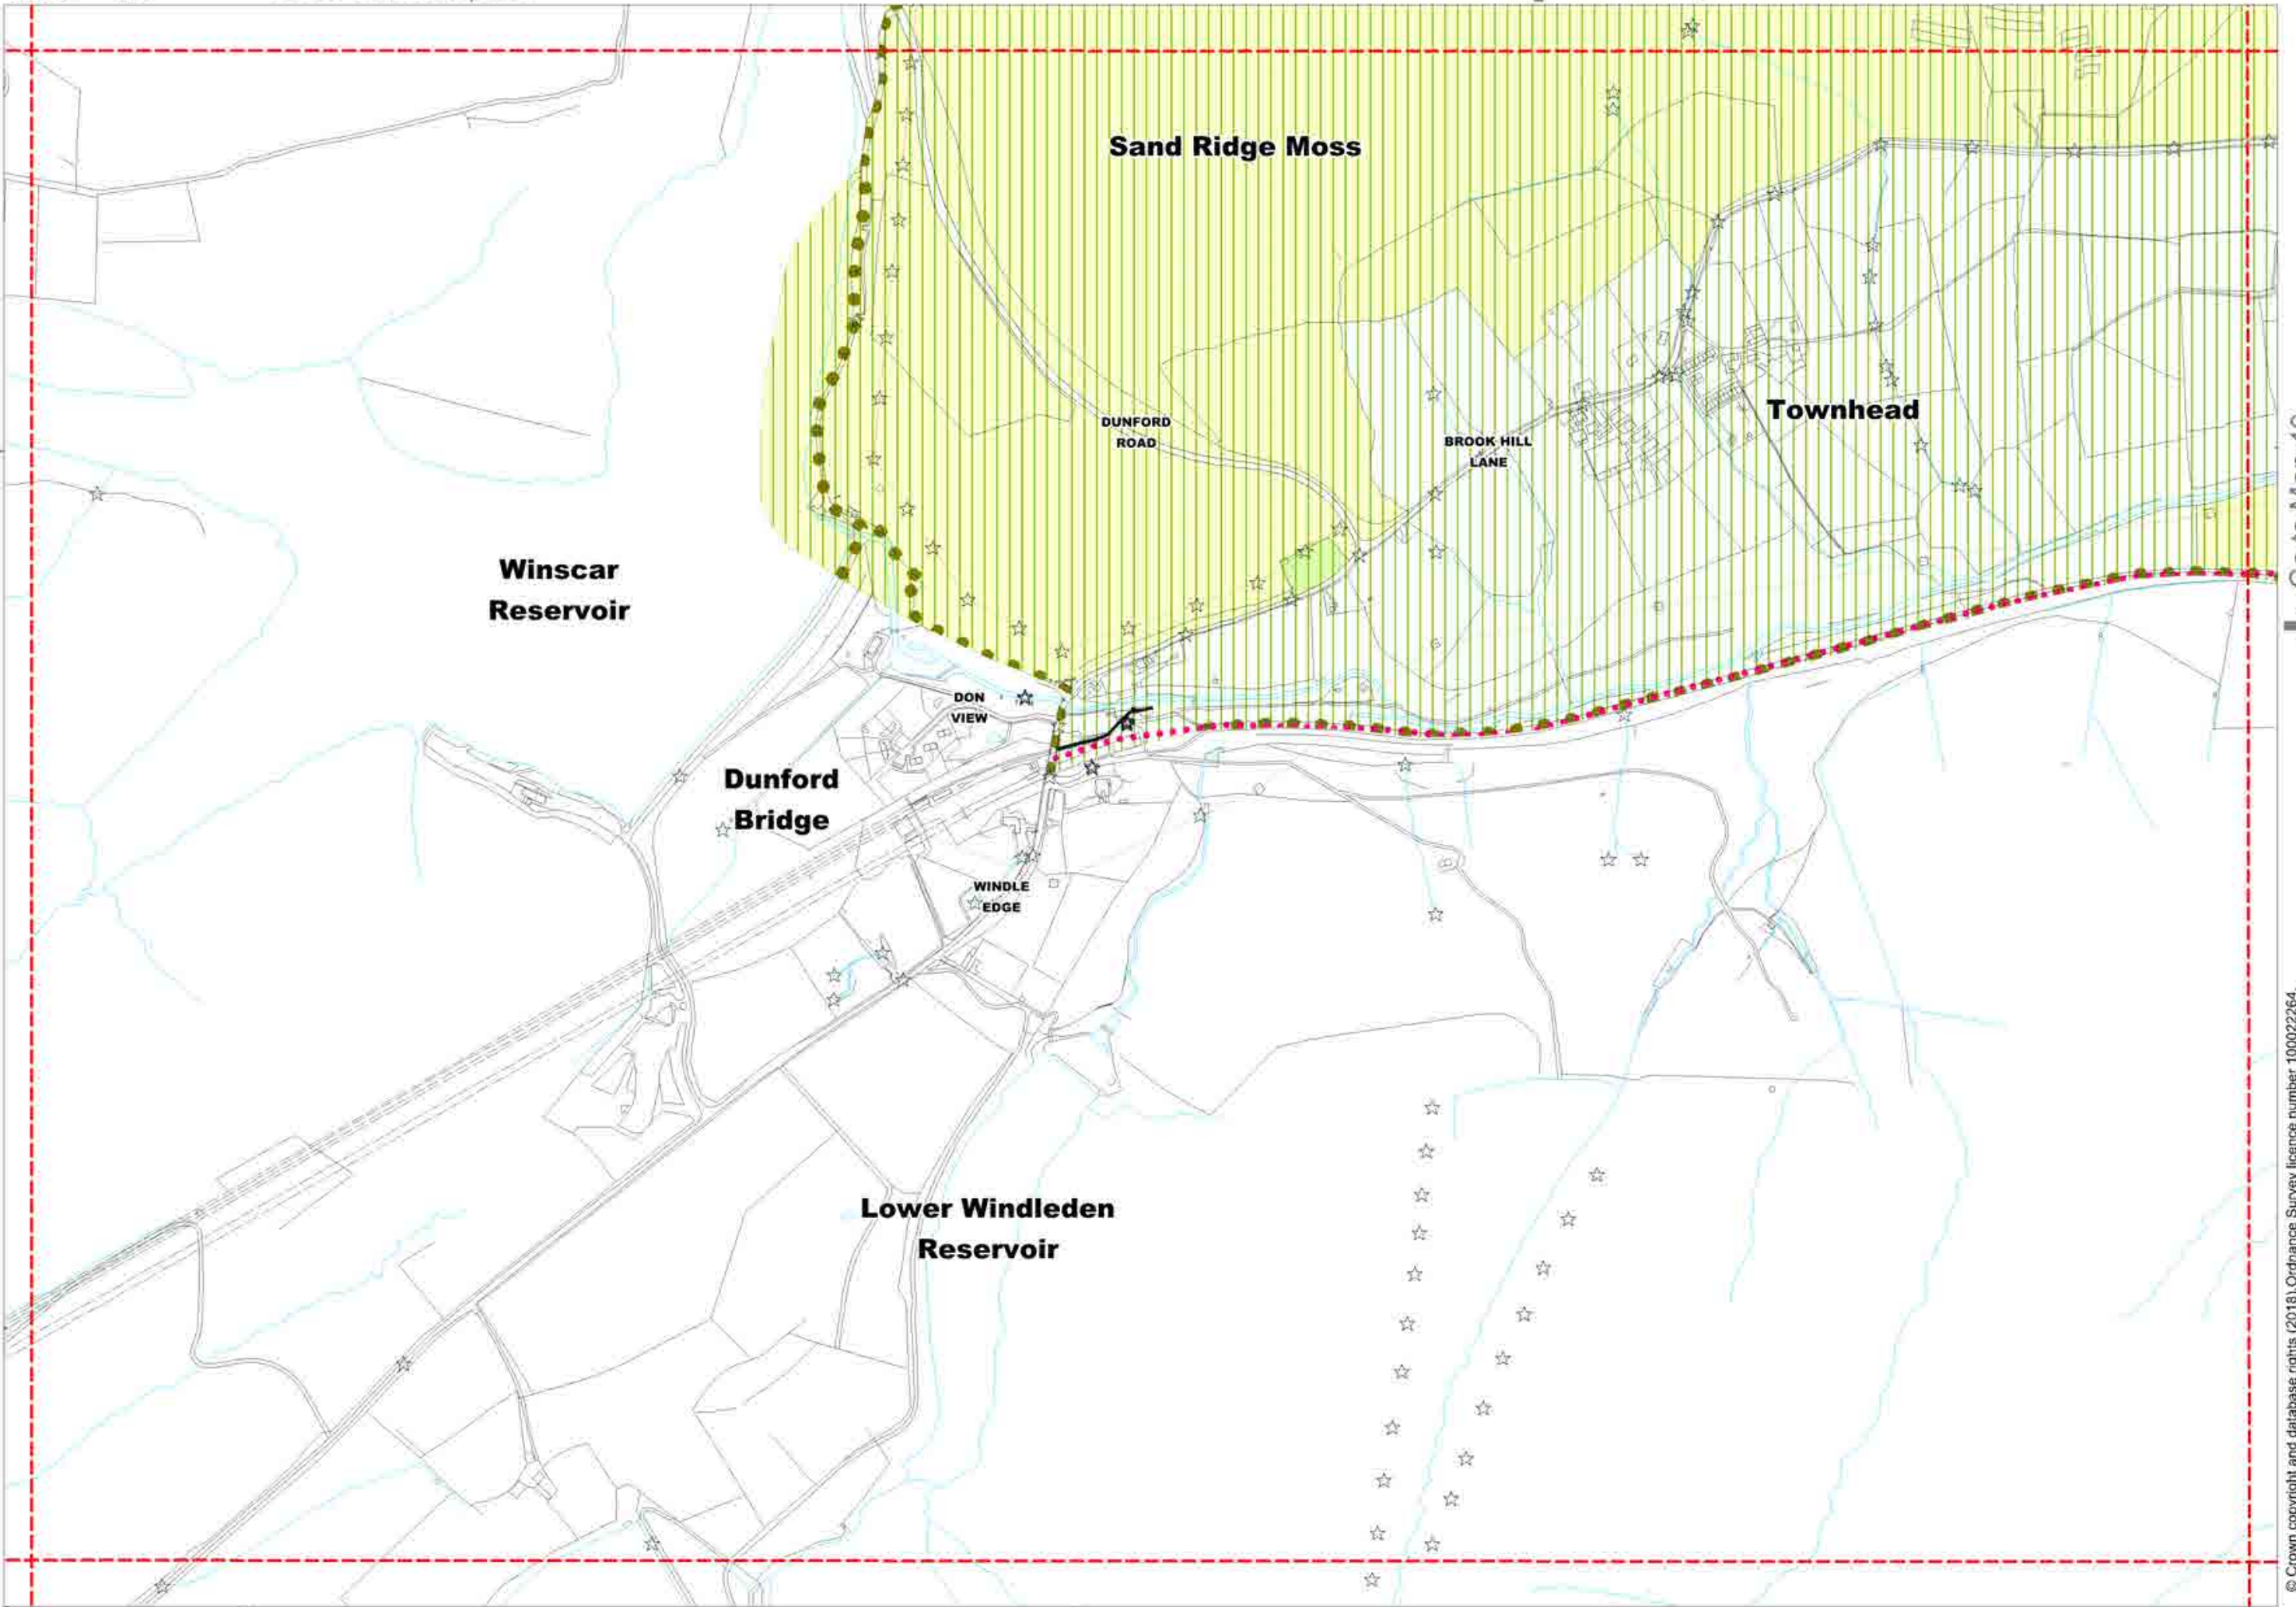 Sand Ridge Moss
Townhead
DUNFORD
ROAD
BROOK HILL
LANE
Winscar
Reservoir
DON
VIEW
Dunford
Bridge
WINDLE
EDGE
Lower Windleden
Reservoir
© Crown copyright and database rights (2018) Ordnance Survey licence number 100022264.